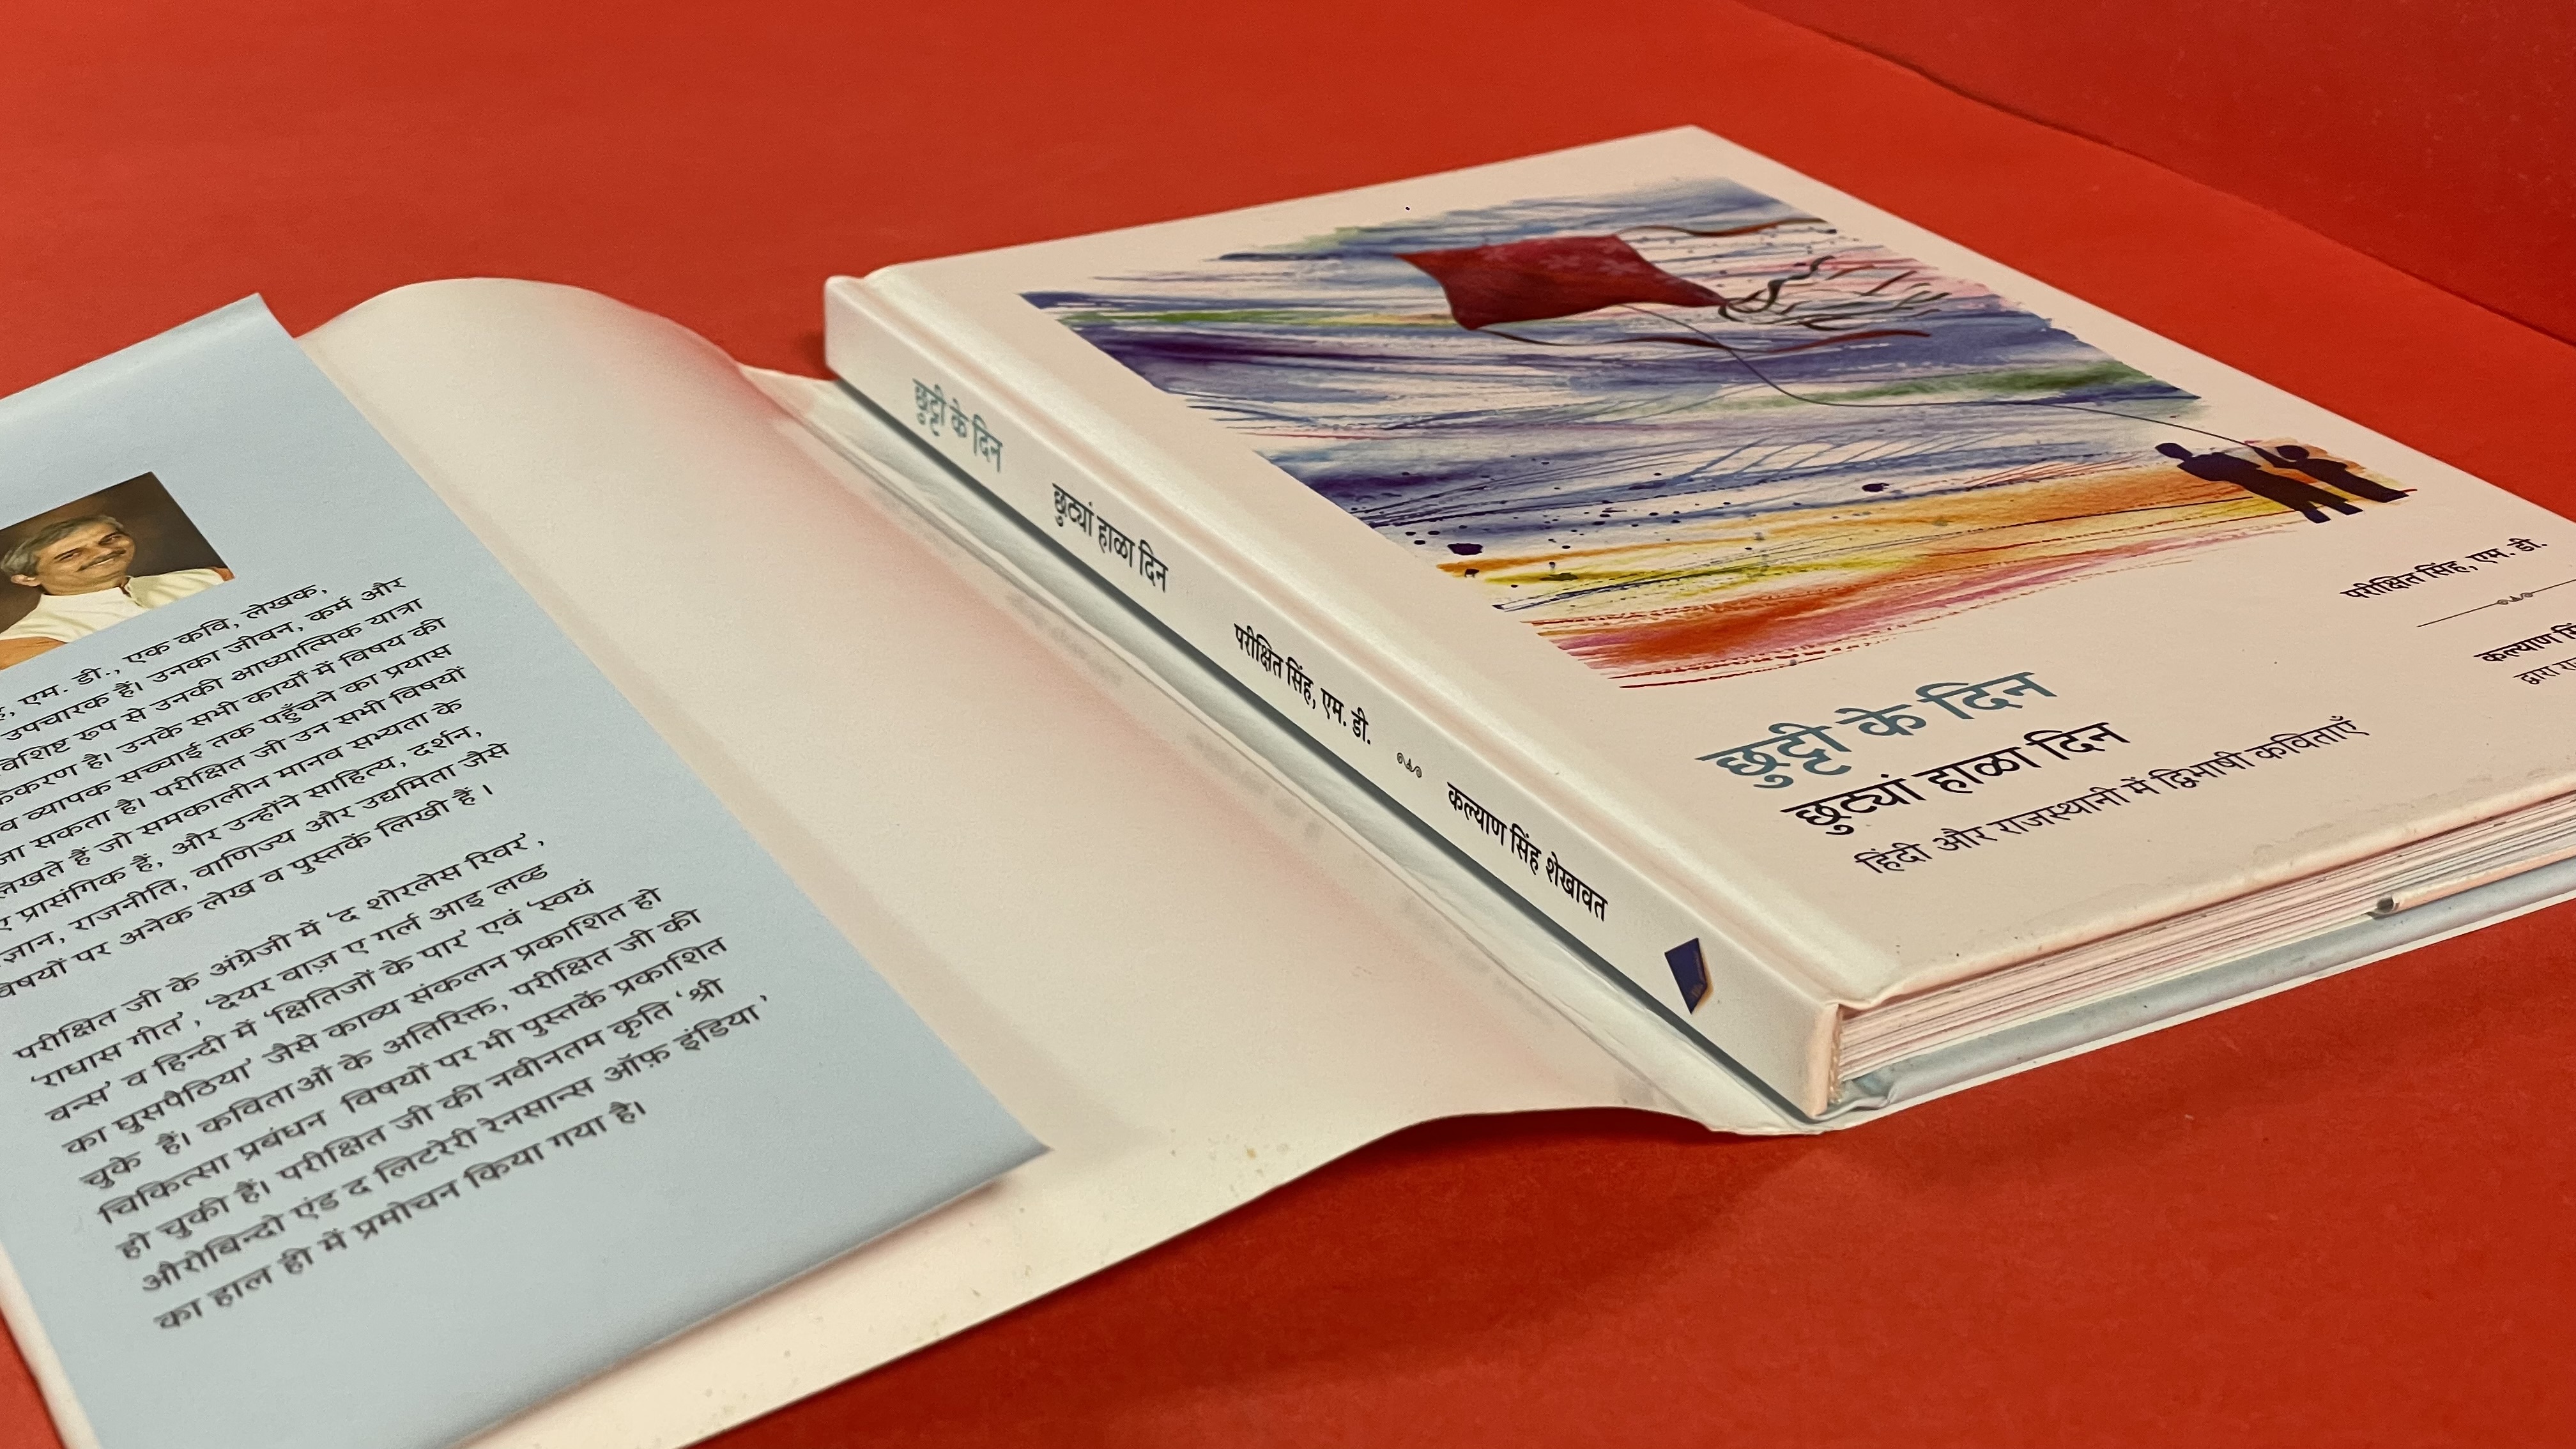 एम. डी., एक कवि, लेखक,
उपचारक हैं। उनका जीवन, कर्म और
विशिष्ट रूप से उनकी आध्यात्मिक यात्रा
है। उनके सभी कार्यों में विषय की
व्यापक सच्चाई तक पहुँचने का प्रयास
जा सकता है। परीक्षित जी उन सभी विषयों
लिखते हैं जो समकालीन मानव सभ्यता के
प्रासंगिक हैं, और उन्होंने साहित्य, दर्शन,
राजनीति, वाणिज्य और उद्यमिता जैसे
विषयों पर अनेक लेख व पुस्तकें लिखी हैं ।
परीक्षित जी के अंग्रेजी में 'द शोरलेस रिवर',
'राधास गीत', 'देयर वाज़ ए गर्ल आइ लव्ड
वन्स' व हिन्दी में 'क्षितिजों के पार' एवं 'स्वयं
का घुसपैठिया' जैसे काव्य संकलन प्रकाशित हो
चुके हैं। कविताओं के अतिरिक्त, परीक्षित जी की
चिकित्सा प्रबंधन विषयों पर भी पुस्तकें प्रकाशित
हो चुकी हैं। परीक्षित जी की नवीनतम कृति 'श्री
औरोबिन्दो एंड द लिटरेरी रेनसान्स ऑफ़ इंडिया'
का हाल ही में प्रमोचन किया गया है।
छुट्टी के दिन छुट्यां हाळा दिन परीक्षित सिंह, एम. डी. कल्याण सिंह शेखावत
छुट्टी के दिन
छुट्यां हाळा दिन
हिंदी और राजस्थानी में द्विभाषी कविताएँ
परीक्षित सिंह, एम. डी.
कल्याण
द्वारा